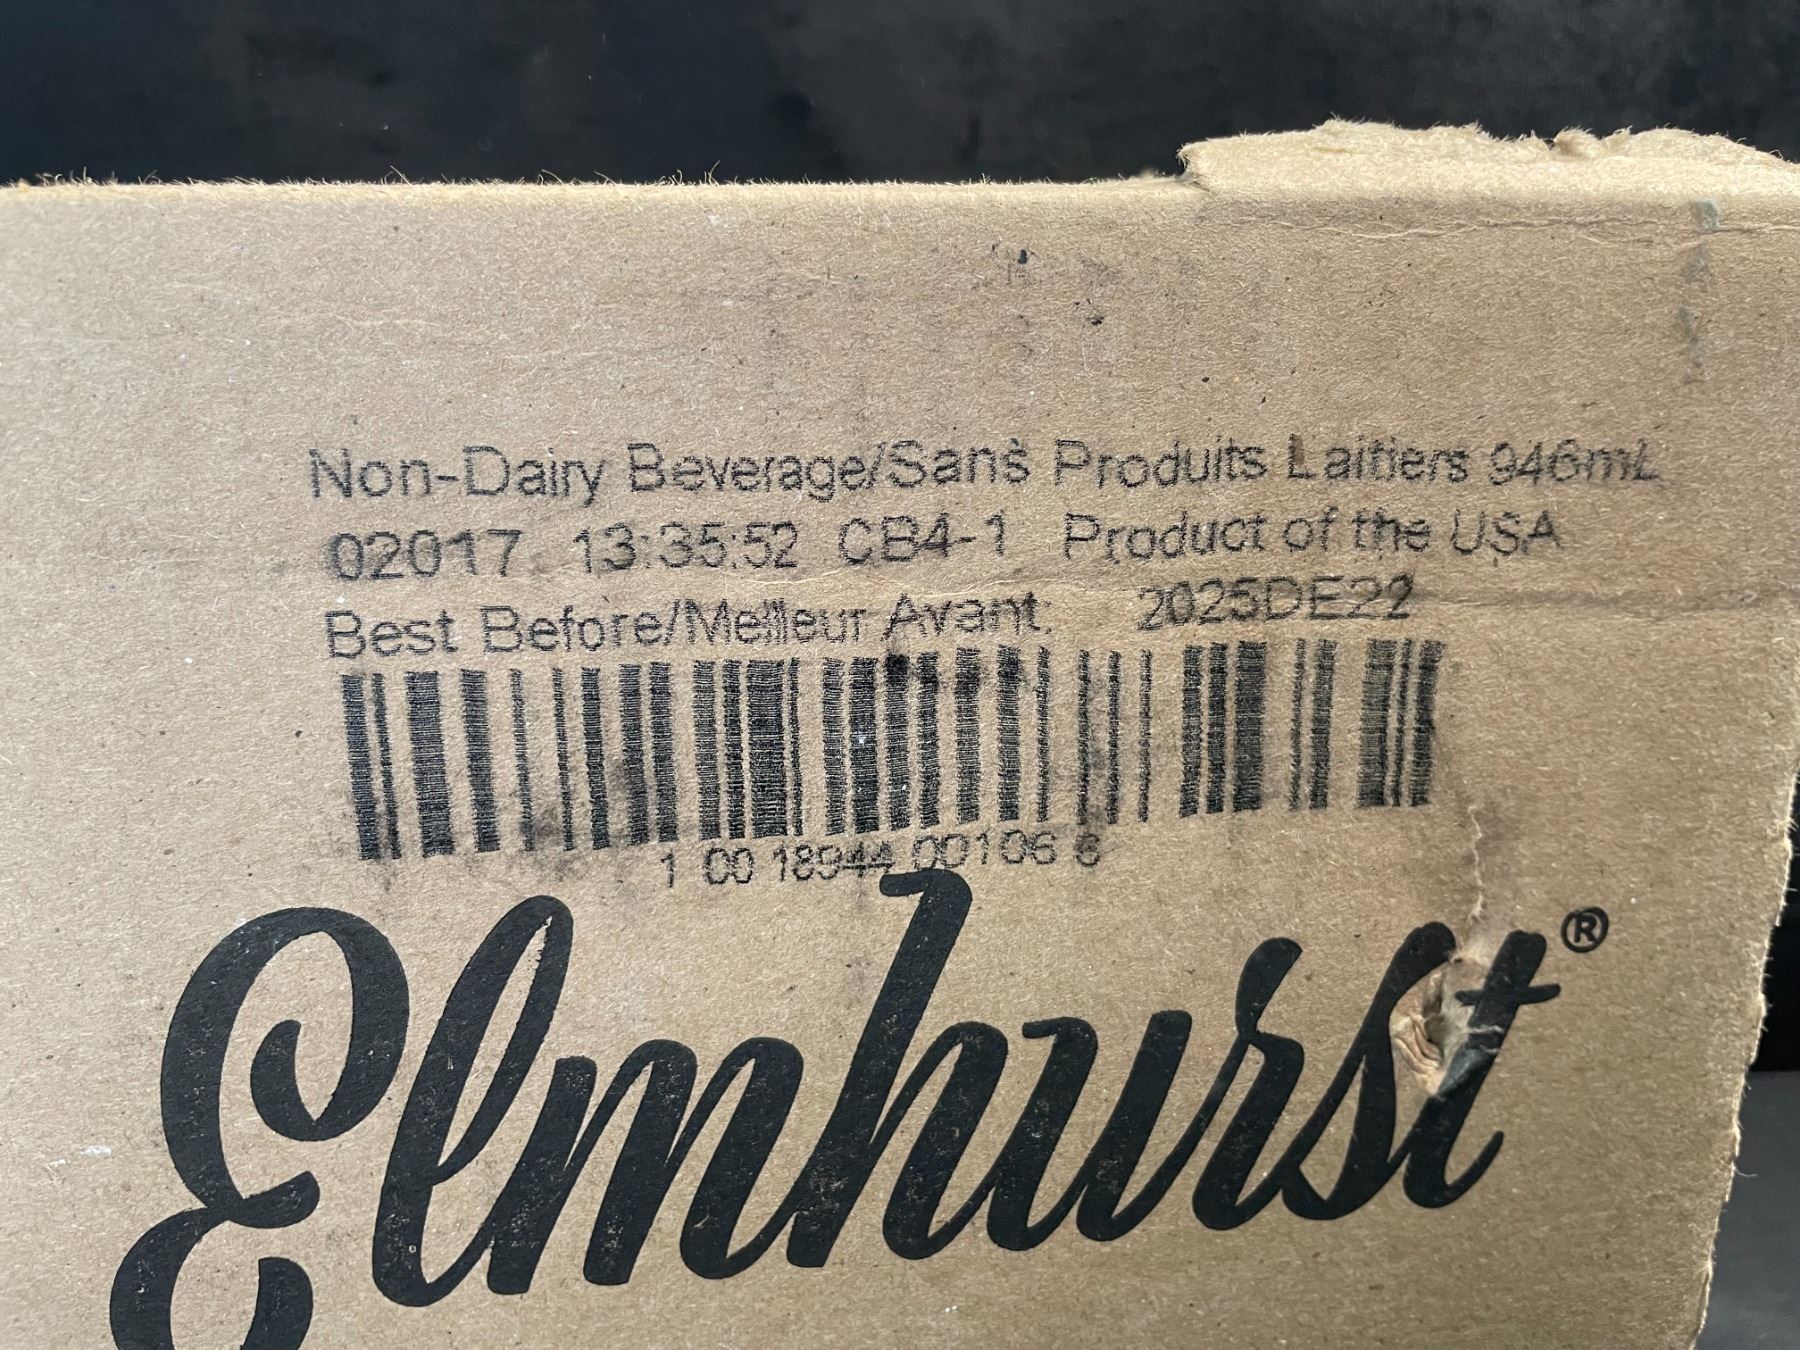 Non-Dairy Beverage/Sans Produits Laitiers 946mL
02017 13:35:52 CB4-1 Product of the USA
Best Before/Meilleur Avant: 2025DE22
1 00 18944 00106 6
Elmhurst®